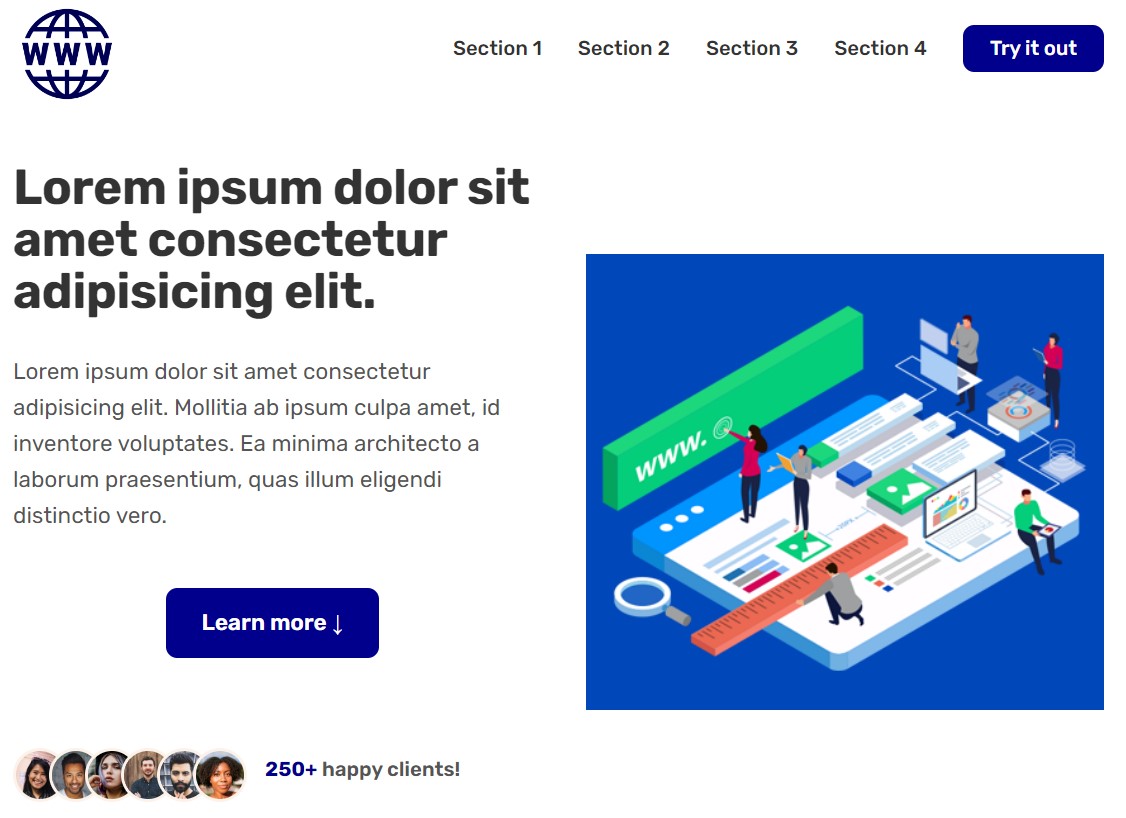 WWW
Section 1 Section 2 Section 3 Section 4 Try it out
Lorem ipsum dolor sit
amet consectetur
adipisicing elit.
Lorem ipsum dolor sit amet consectetur
adipisicing elit. Mollitia ab ipsum culpa amet, id
inventore voluptates. Ea minima architecto a
laborum praesentium, quas illum eligendi
distinctio vero.
www.
Learn more ↓
250+ happy clients!